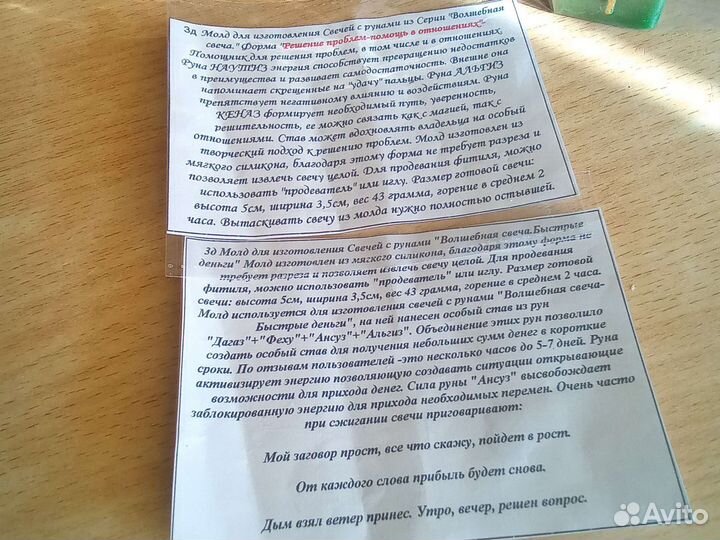 3д Молд для изготовления Свечей с рунами из Серии "Волшебная
свеча." Форма "Решение проблем-помощь в отношениях"-
Помощник для решения проблем, в том числе и в отношениях.
Руна НАУТИЗ энергия способствует превращению недостатков
в преимущества и развивает самодостаточность. Внешне она
напоминает скрещенные на "удачу" пальцы. Руна АЛЬГИЗ
препятствует негативному влиянию и воздействиям. Руна
КЕНАЗ формирует необходимый путь, уверенность,
решительность, ее можно связать как с магией, так с
отношениями. Став может вдохновлять владельца на особый
творческий подход к решению проблем. Молд изготовлен из
мягкого силикона, благодаря этому форма не требует разреза и
позволяет извлечь свечу целой. Для продевания фитиля, можно
использовать "продеватель" или иглу. Размер готовой свечи:
высота 5см, ширина 3,5см, вес 43 грамма, горение в среднем 2
часа. Вытаскивать свечу из молда нужно полностью остывшей.
3д Молд для изготовления Свечей с рунами "Волшебная свеча.Быстрые
деньги" Молд изготовлен из мягкого силикона, благодаря этому форма не
требует разреза и позволяет извлечь свечу целой. Для продевания
фитиля, можно использовать "продеватель" или иглу. Размер готовой
свечи: высота 5см, ширина 3,5см, вес 43 грамма, горение в среднем 2 часа.
Молд используется для изготовления свечей с рунами "Волшебная свеча-
Быстрые деньги", на ней нанесен особый став из рун
"Дагаз"+"Феху"+"Ансуз"+"Альгиз". Объединение этих рун позволило
создать особый став для получения небольших сумм денег в короткие
сроки. По отзывам пользователей -это несколько часов до 5-7 дней. Руна
активизирует энергию позволяющую создавать ситуации открывающие
возможности для прихода денег. Сила руны "Ансуз" высвобождает
заблокированную энергию для прихода необходимых перемен. Очень часто
при сжигании свечи приговаривают:
Мой заговор прост, все что скажу, пойдет в рост.
От каждого слова прибыль будет снова.
Дым взял ветер принес. Утро, вечер, решен вопрос.
Avito